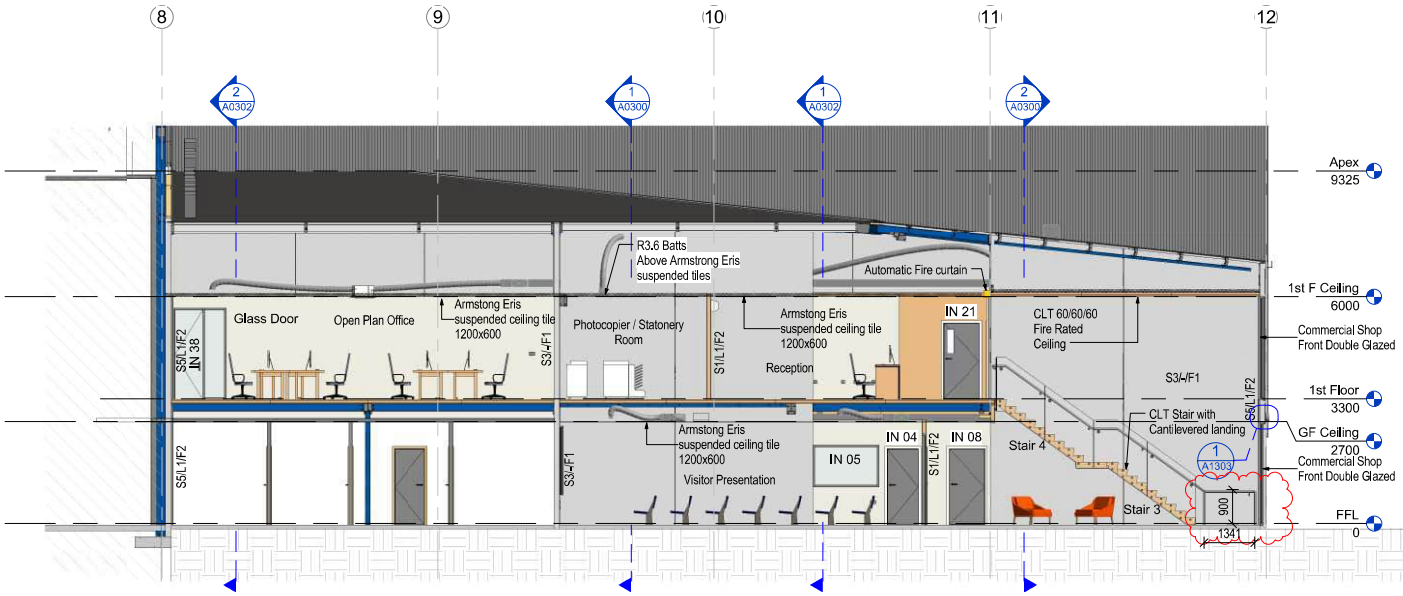 8
9
10
11
12
2
A0302
1
A0300
1
A0302
2
A0300
Apex
9325
R3.6 Batts
Above Armstrong Eris
suspended tiles
Automatic Fire curtain
1st F Ceiling
6000
Glass Door
Open Plan Office
Armstong Eris
suspended ceiling tile
1200x600
Photocopier / Statonery
Room
Armstong Eris
suspended ceiling tile
1200x600
Reception
IN 21
CLT 60/60/60
Fire Rated
Ceiling
Commercial Shop
Front Double Glazed
S5/L1/F2
IN 38
S3/-/F1
S1/L1/F2
S3/-/F1
S5/L1/F2
1st Floor
3300
CLT Stair with
Cantilevered landing
GF Ceiling
2700
Armstong Eris
suspended ceiling tile
1200x600
Visitor Presentation
S5/L1/F2
S3/-/F1
IN 05
IN 04
S1/L1/F2
IN 08
Stair 4
1
A1303
Commercial Shop
Front Double Glazed
Stair 3
900
1341
FFL
0